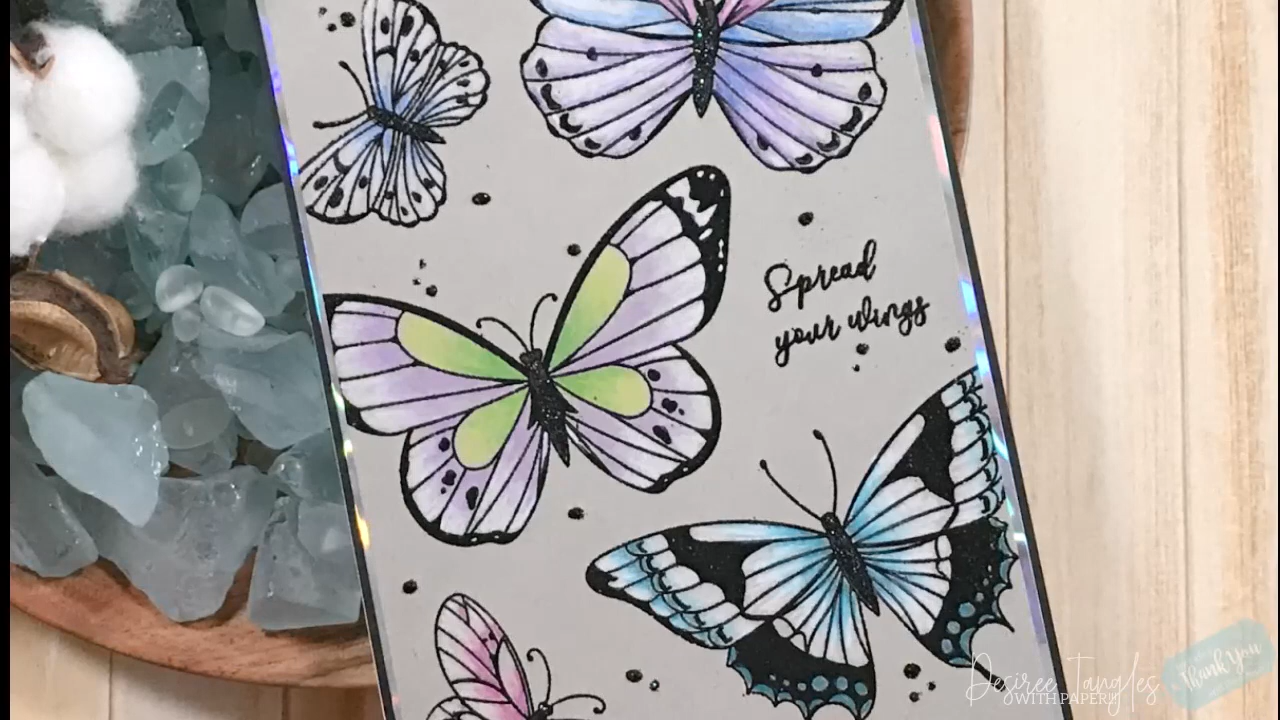 Spread
your wings
Desiree Tangles
WITH PAPER!!!
Thank You